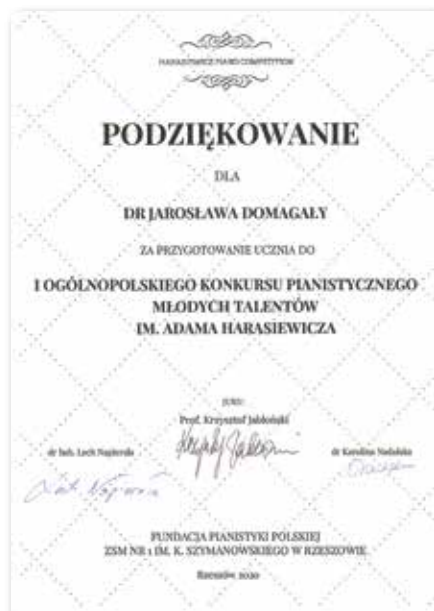 HARASIEWICZ PIANO COMPETITION
PODZIĘKOWANIE
DLA
DR JAROSŁAWA DOMAGAŁY
ZA PRZYGOTOWANIE UCZNIA DO
I OGÓLNOPOLSKIEGO KONKURSU PIANISTYCZNEGO
MŁODYCH TALENTÓW
IM. ADAMA HARASIEWICZA
JURY:
Prof. Krzysztof Jabłoński
dr hab. Lech Napierała
dr Karolina Nadolska
FUNDACJA PIANISTYKI POLSKIEJ
ZSM NR 1 IM. K. SZYMANOWSKIEGO W RZESZOWIE
Rzeszów 2020